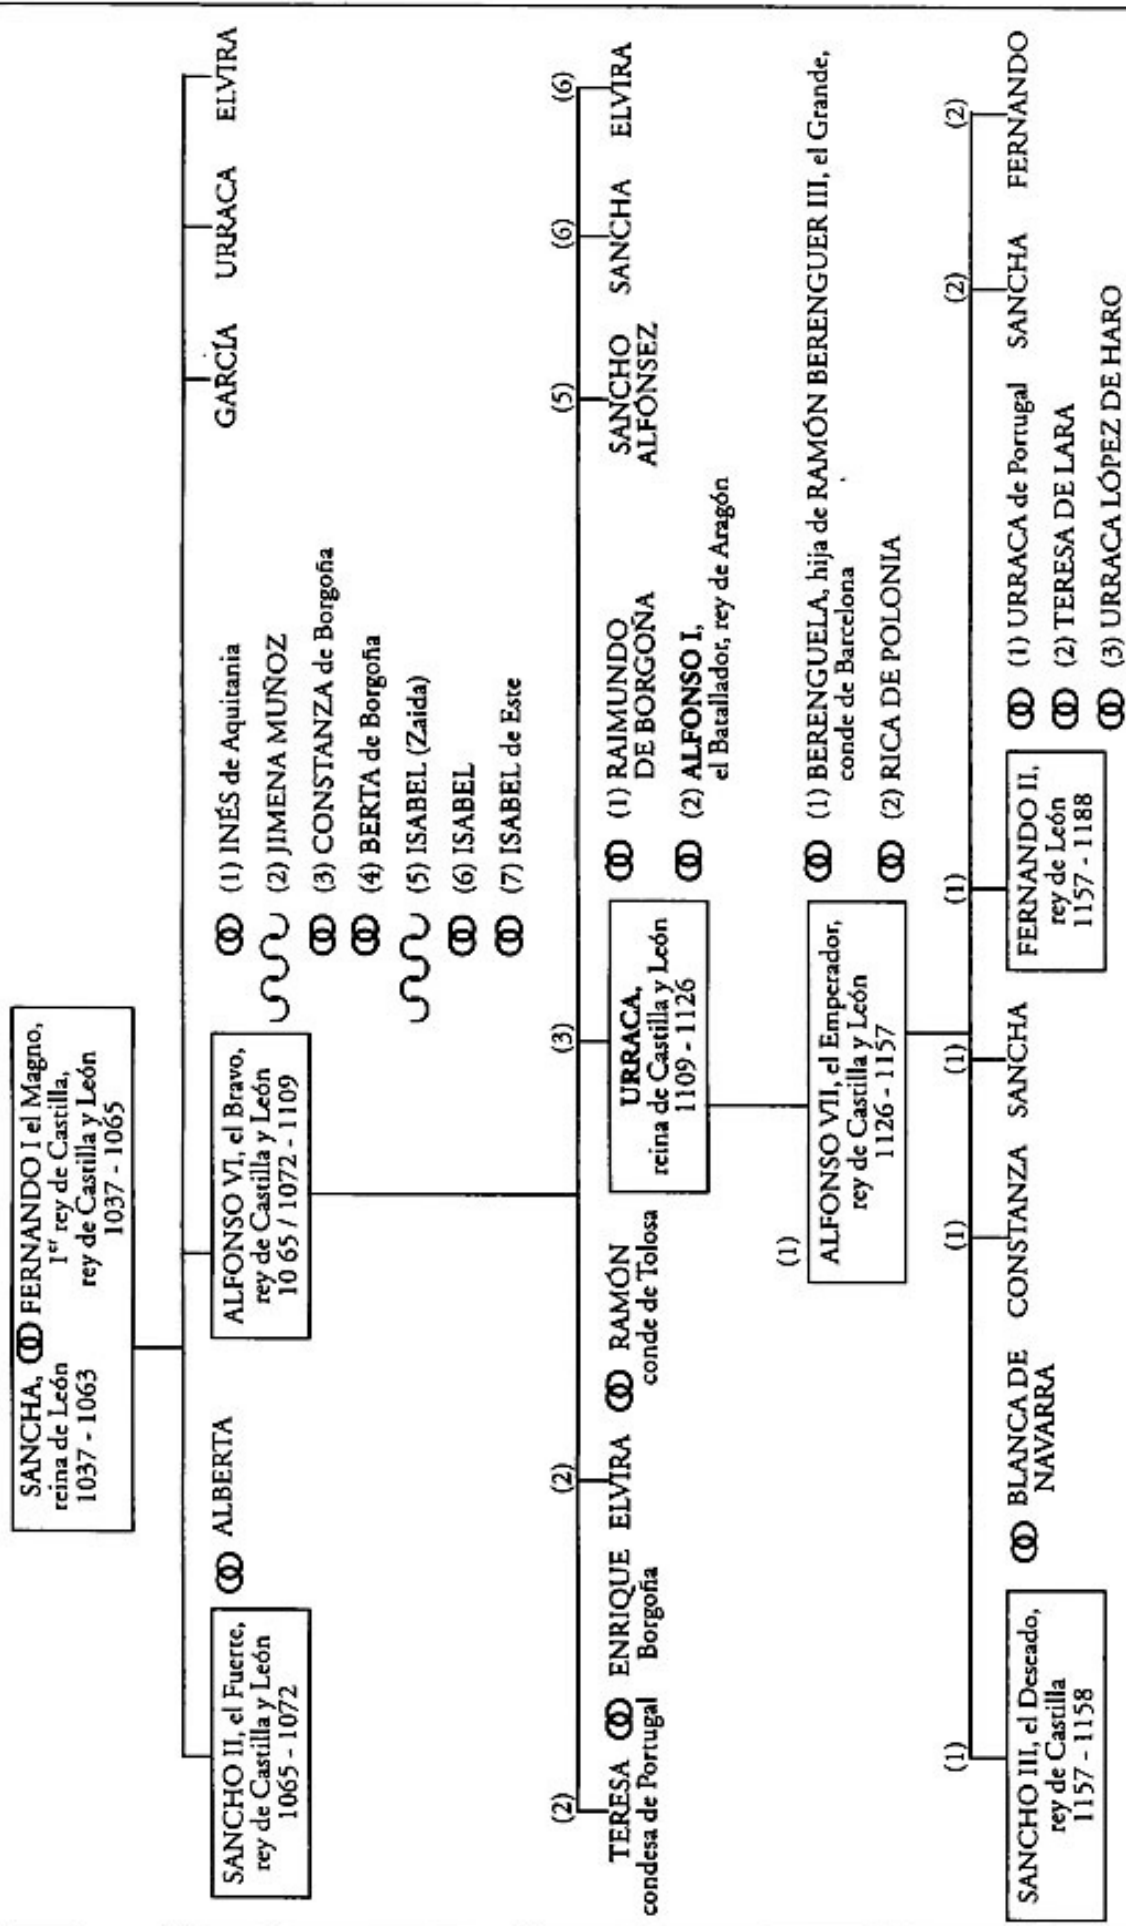 SANCHA, FERNANDO I el Magno,
reina de León 1er rey de Castilla,
1037 - 1063 rey de Castilla y León
1037 - 1065
SANCHO II, el Fuerte,
rey de Castilla y León
1065 - 1072
ALBERTA
ALFONSO VI, el Bravo,
rey de Castilla y León
10 65 / 1072 - 1109
(1) INÉS de Aquitania
(2) JIMENA MUÑOZ
(3) CONSTANZA de Borgoña
(4) BERTA de Borgoña
(5) ISABEL (Zaida)
(6) ISABEL
(7) ISABEL de Este
GARCÍA URRACA ELVIRA
(2) (2) (3) (5) (6) (6)
TERESA ENRIQUE ELVIRA RAMÓN
condesa de Portugal Borgoña conde de Tolosa
URRACA,
reina de Castilla y León
1109 - 1126
(1) RAIMUNDO
DE BORGOÑA
(2) ALFONSO I,
el Batallador, rey de Aragón
SANCHO
ALFÓNSEZ
SANCHA ELVIRA
(1)
ALFONSO VII, el Emperador,
rey de Castilla y León
1126 - 1157
(1) BERENGUELA, hija de RAMÓN BERENGUER III, el Grande,
conde de Barcelona
(2) RICA DE POLONIA
(1) (1) (1) (1) (2) (2)
SANCHO III, el Deseado,
rey de Castilla
1157 - 1158
BLANCA DE
NAVARRA
CONSTANZA SANCHA
FERNANDO II,
rey de León
1157 - 1188
(1) URRACA de Portugal
(2) TERESA DE LARA
(3) URRACA LÓPEZ DE HARO
SANCHA FERNANDO